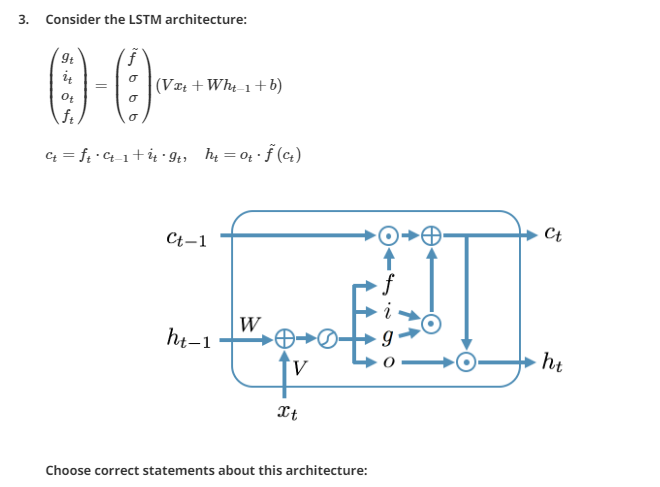 3. Consider the LSTM architecture:
g_t
i_t
o_t
f_t
=
f̃
σ
σ
σ
(Vx_t + Wh_{t−1} + b)
c_t = f_t · c_{t−1} + i_t · g_t, h_t = o_t · f̃(c_t)
c_{t−1}
c_t
f
i
W
g
h_{t−1}
o
h_t
V
x_t
Choose correct statements about this architecture: